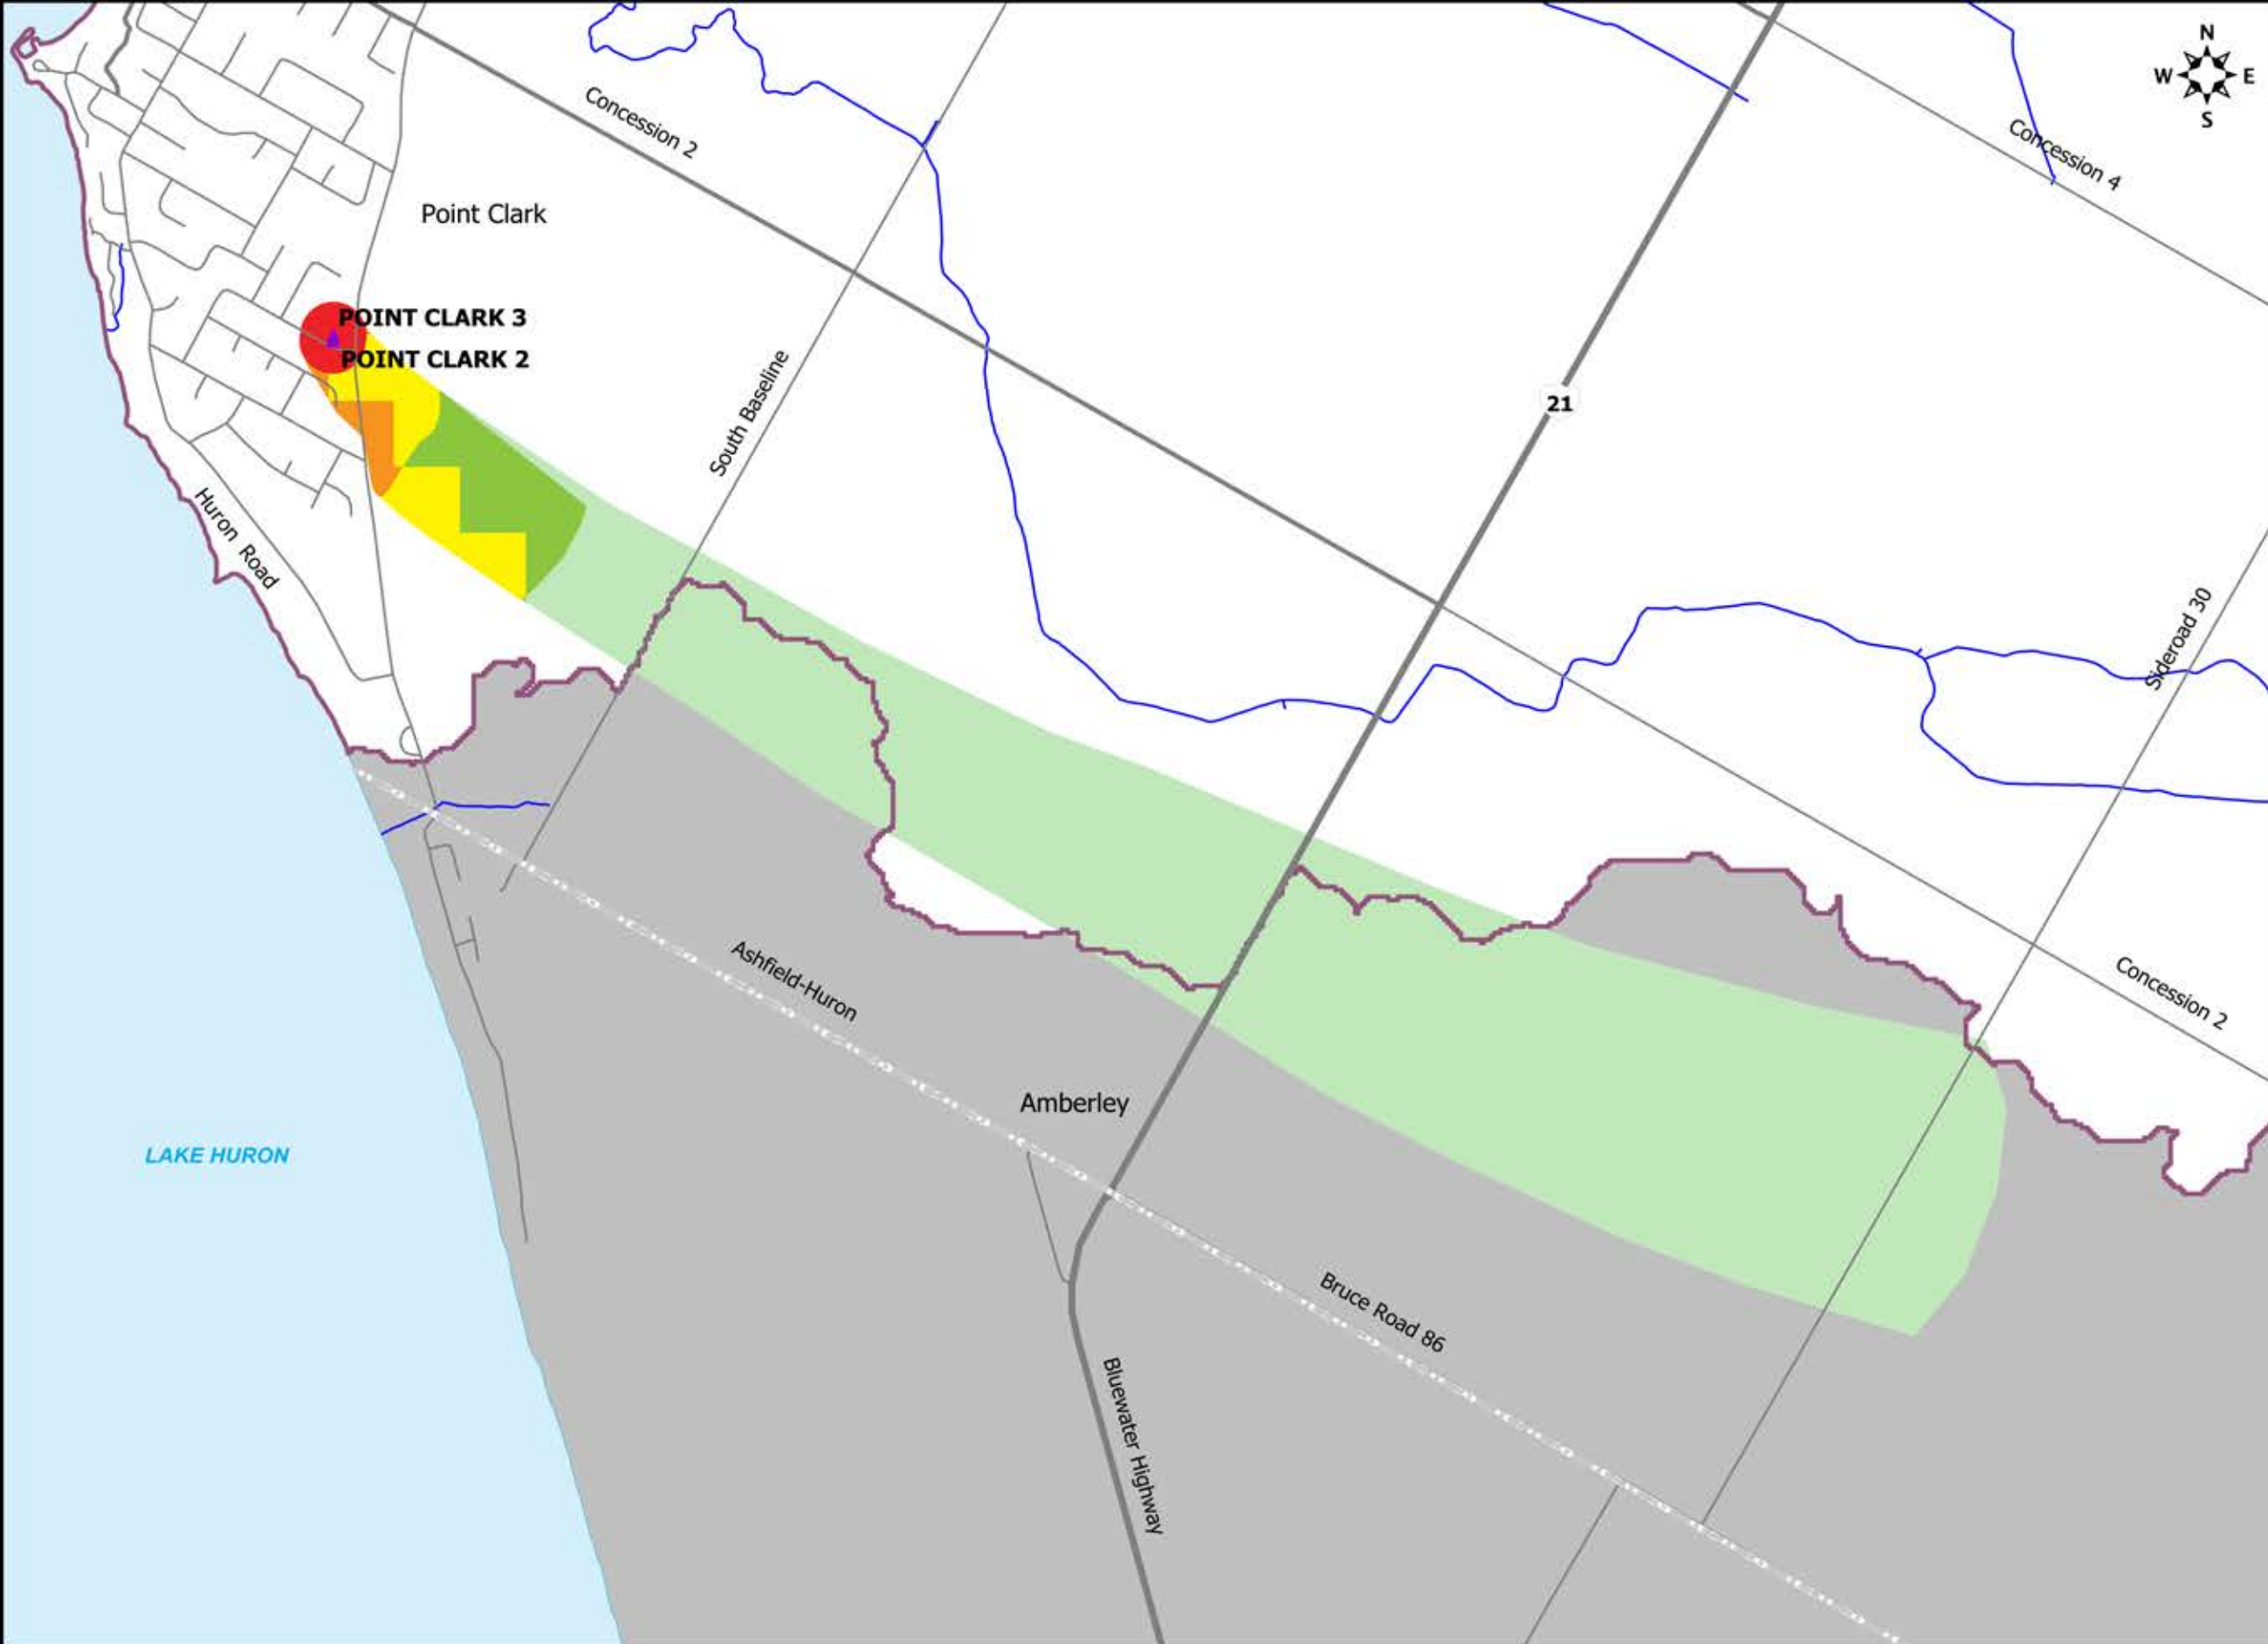 N
W E
S
Concession 2
Concession 4
Point Clark
POINT CLARK 3
POINT CLARK 2
South Baseline
21
Huron Road
Sideroad 30
Ashfield-Huron
Concession 2
Amberley
LAKE HURON
Bruce Road 86
Bluewater Highway